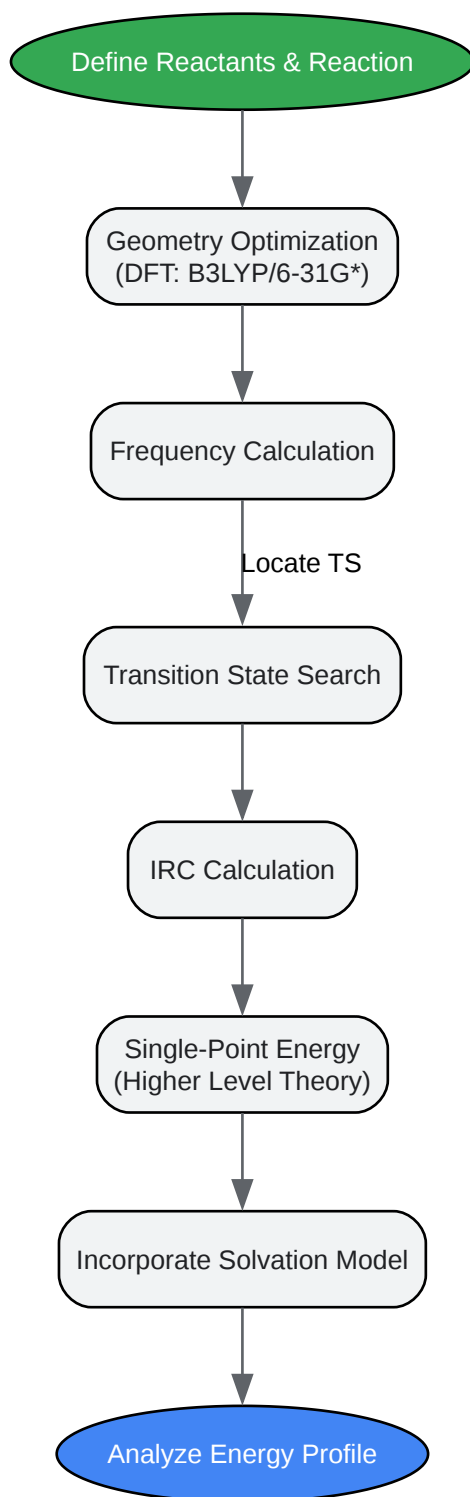 Define Reactants & Reaction
Geometry Optimization
(DFT: B3LYP/6-31G*)
Frequency Calculation
Locate TS
Transition State Search
IRC Calculation
Single-Point Energy
(Higher Level Theory)
Incorporate Solvation Model
Analyze Energy Profile